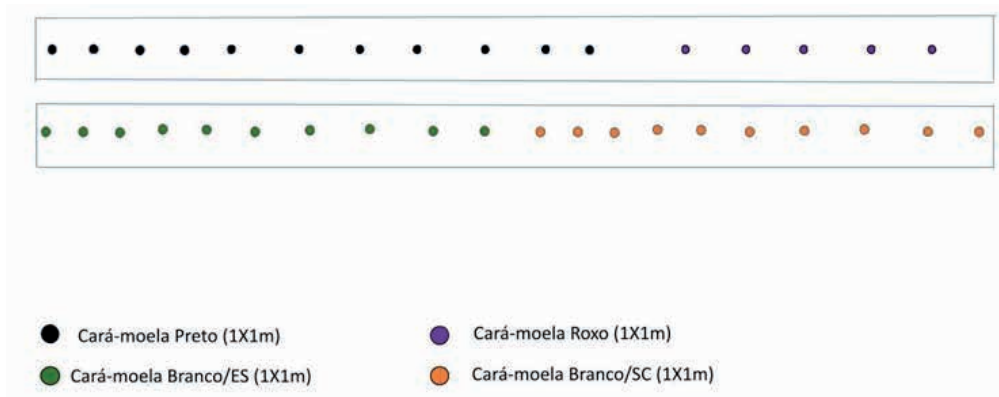 Cará-moela Preto (1X1m)
Cará-moela Roxo (1X1m)
Cará-moela Branco/ES (1X1m)
Cará-moela Branco/SC (1X1m)